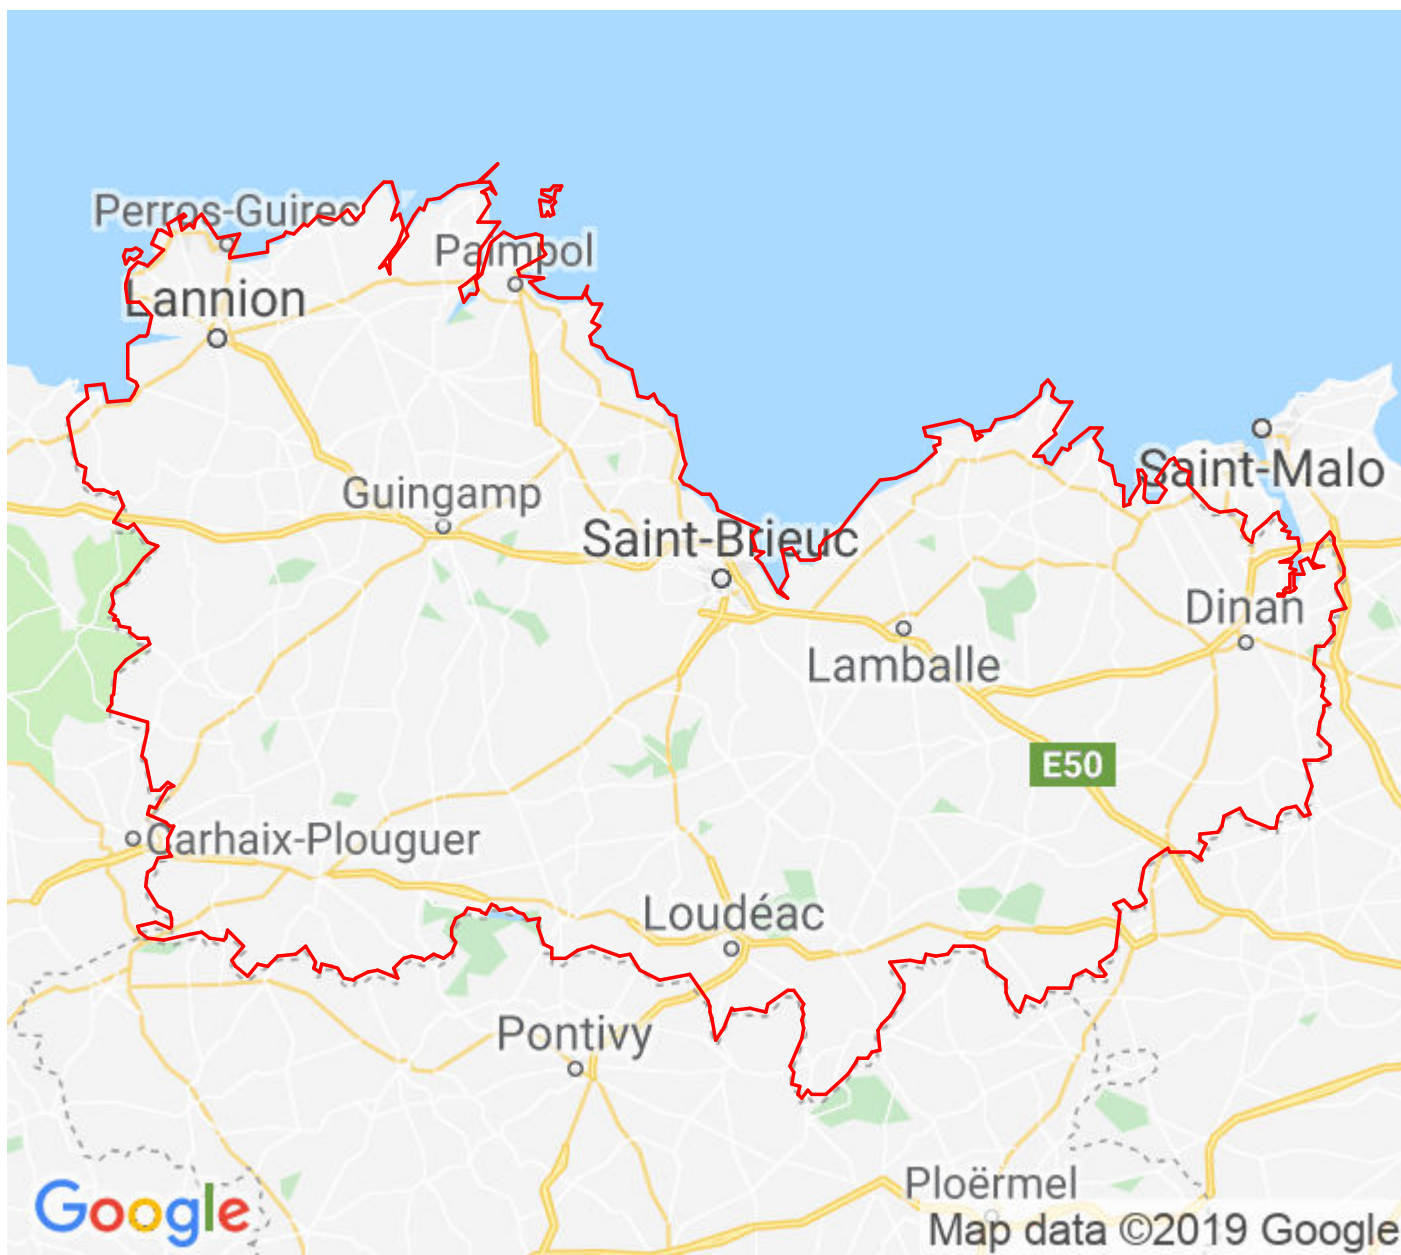 Perros-Guirec
Paimpol
Lannion
Saint-Malo
Guingamp
Saint-Brieuc
Dinan
Lamballe
E50
Carhaix-Plouguer
Loudéac
Pontivy
Ploërmel
Google
Map data ©2019 Google